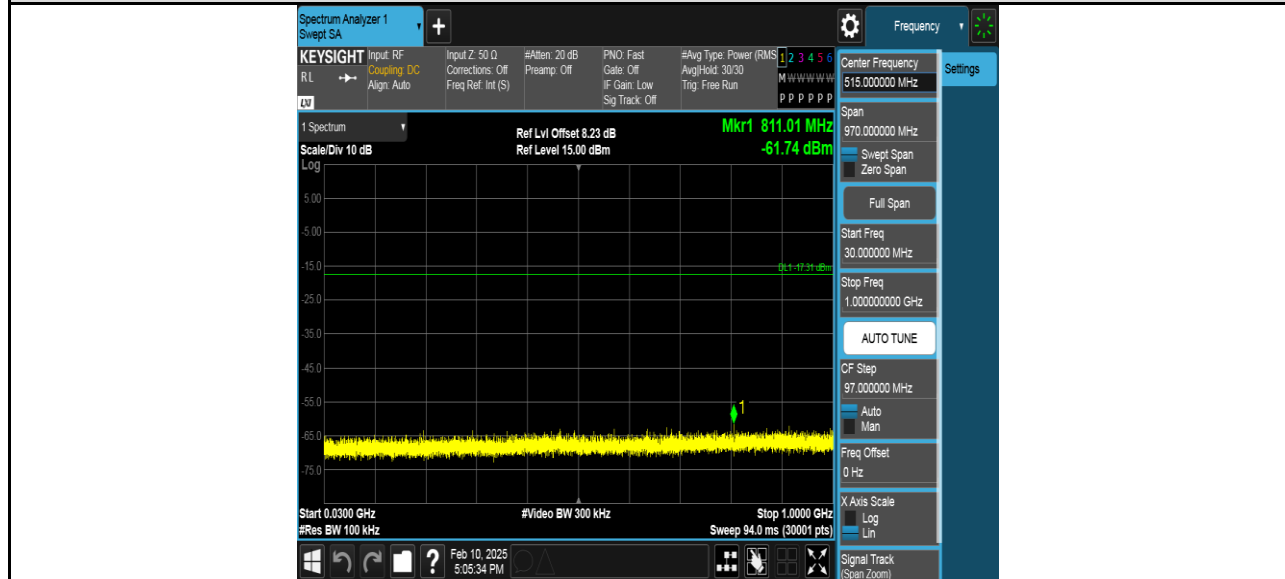 Spectrum Analyzer 1
Swept SA
+
Frequency
KEYSIGHT
RL
LXI
Input: RF
Coupling: DC
Align: Auto
Input Z: 50 Ω
Corrections: Off
Freq Ref: Int (S)
#Atten: 20 dB
Preamp: Off
PNO: Fast
Gate: Off
IF Gain: Low
Sig Track: Off
#Avg Type: Power (RMS
Avg|Hold: 30/30
Trig: Free Run
1 2 3 4 5 6
M W W W W W
P P P P P P
1 Spectrum
Scale/Div 10 dB
Log
Ref Lvl Offset 8.23 dB
Ref Level 15.00 dBm
Mkr1 811.01 MHz
-61.74 dBm
5.00
-5.00
-15.0
DL1 -17.31 dBm
-25.0
-35.0
-45.0
-55.0
1
-65.0
-75.0
Start 0.0300 GHz
#Res BW 100 kHz
#Video BW 300 kHz
Stop 1.0000 GHz
Sweep 94.0 ms (30001 pts)
?
Feb 10, 2025
5:05:34 PM
Center Frequency
515.000000 MHz
Settings
Span
970.000000 MHz
Swept Span
Zero Span
Full Span
Start Freq
30.000000 MHz
Stop Freq
1.000000000 GHz
AUTO TUNE
CF Step
97.000000 MHz
Auto
Man
Freq Offset
0 Hz
X Axis Scale
Log
Lin
Signal Track
(Span Zoom)